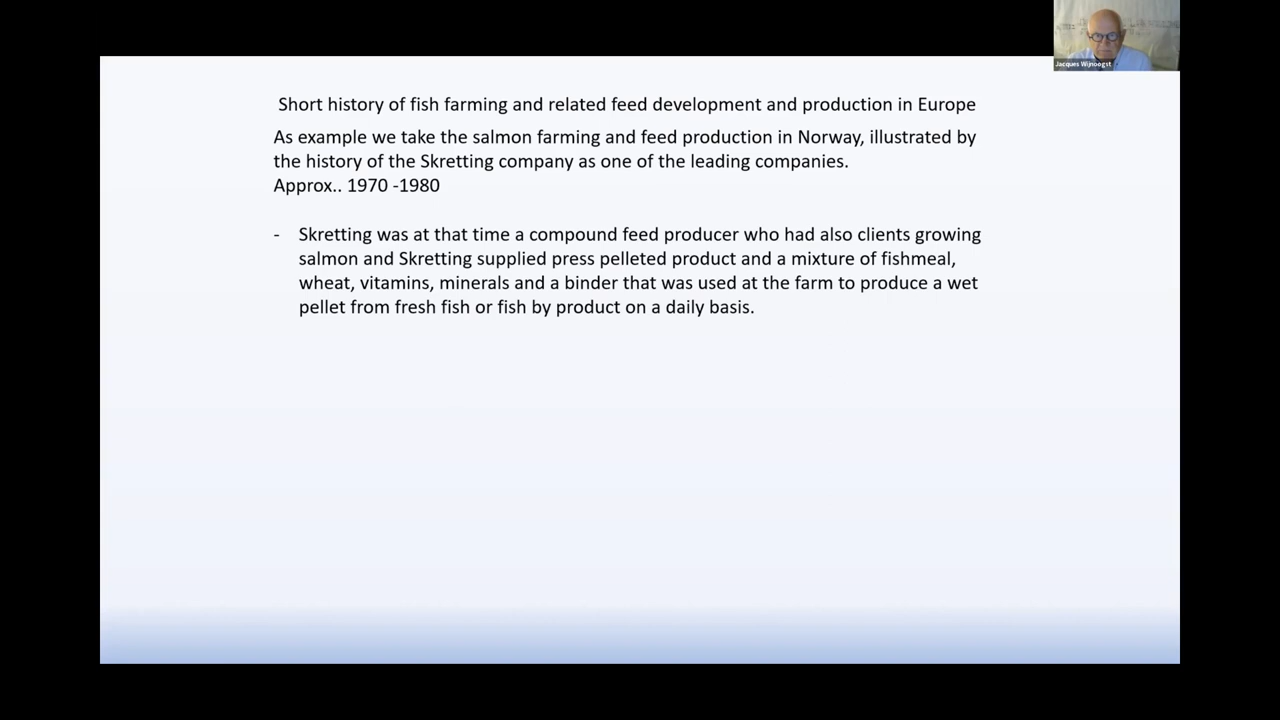 Jacques Wijnoogst
Short history of fish farming and related feed development and production in Europe
As example we take the salmon farming and feed production in Norway, illustrated by
the history of the Skretting company as one of the leading companies.
Approx.. 1970 -1980
- Skretting was at that time a compound feed producer who had also clients growing
salmon and Skretting supplied press pelleted product and a mixture of fishmeal,
wheat, vitamins, minerals and a binder that was used at the farm to produce a wet
pellet from fresh fish or fish by product on a daily basis.